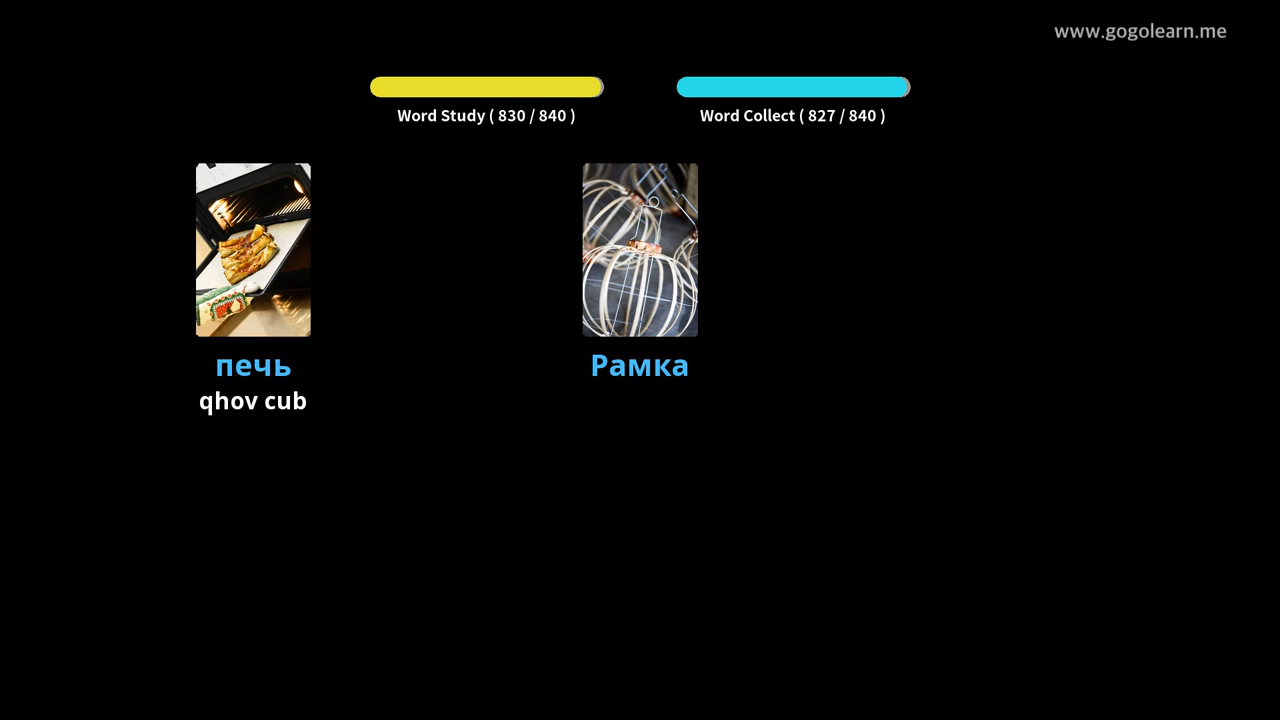 www.gogolearn.me
Word Study ( 830 / 840 )
Word Collect ( 827 / 840 )
печь
qhov cub
Рамка